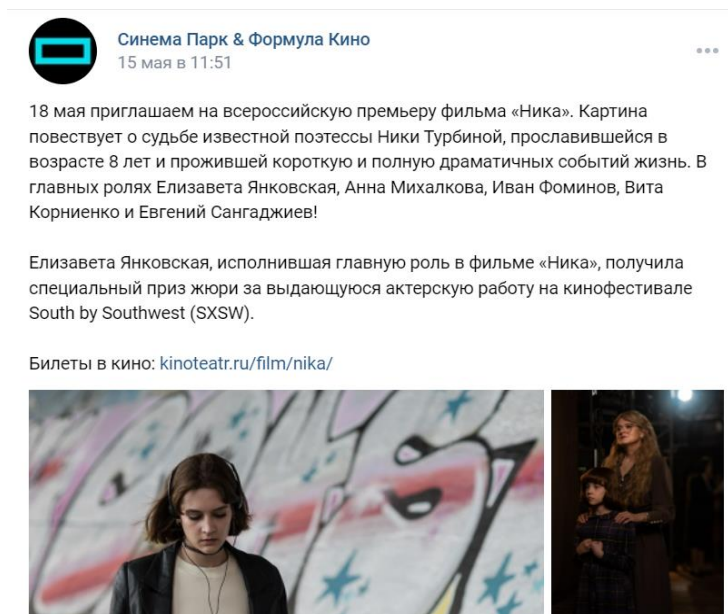 Синема Парк & Формула Кино
15 мая в 11:51
18 мая приглашаем на всероссийскую премьеру фильма «Ника». Картина
повествует о судьбе известной поэтессы Ники Турбиной, прославившейся в
возрасте 8 лет и прожившей короткую и полную драматичных событий жизнь. В
главных ролях Елизавета Янковская, Анна Михалкова, Иван Фоминов, Вита
Корниенко и Евгений Сангаджиев!
Елизавета Янковская, исполнившая главную роль в фильме «Ника», получила
специальный приз жюри за выдающуюся актерскую работу на кинофестивале
South by Southwest (SXSW).
Билеты в кино: kinoteatr.ru/film/nika/